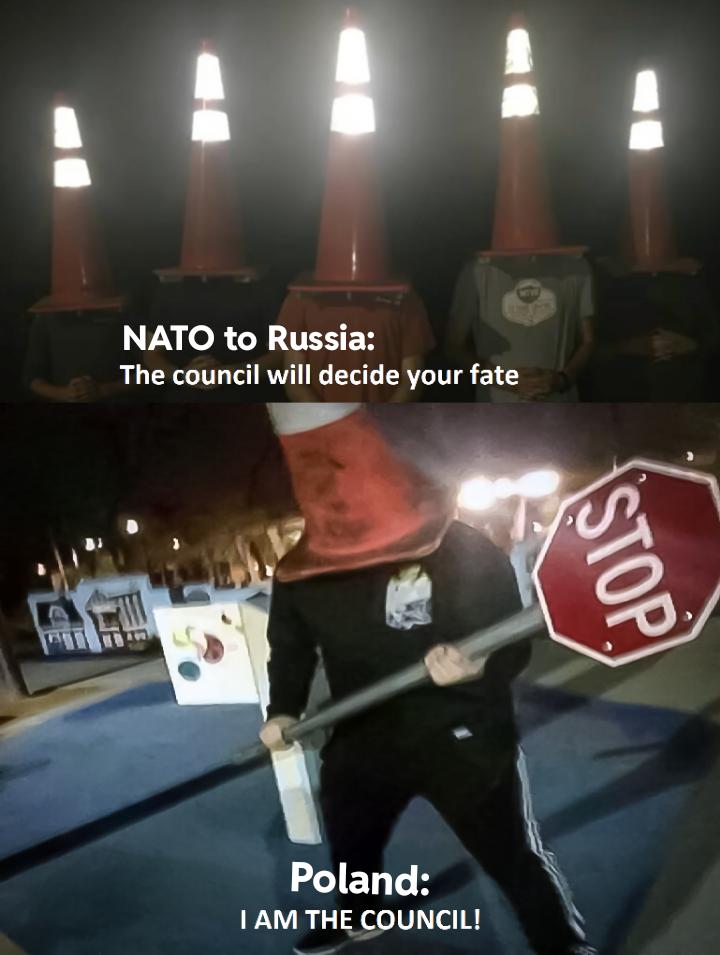 NATO to Russia:
The council will decide your fate
STOP
Poland:
I AM THE COUNCIL!